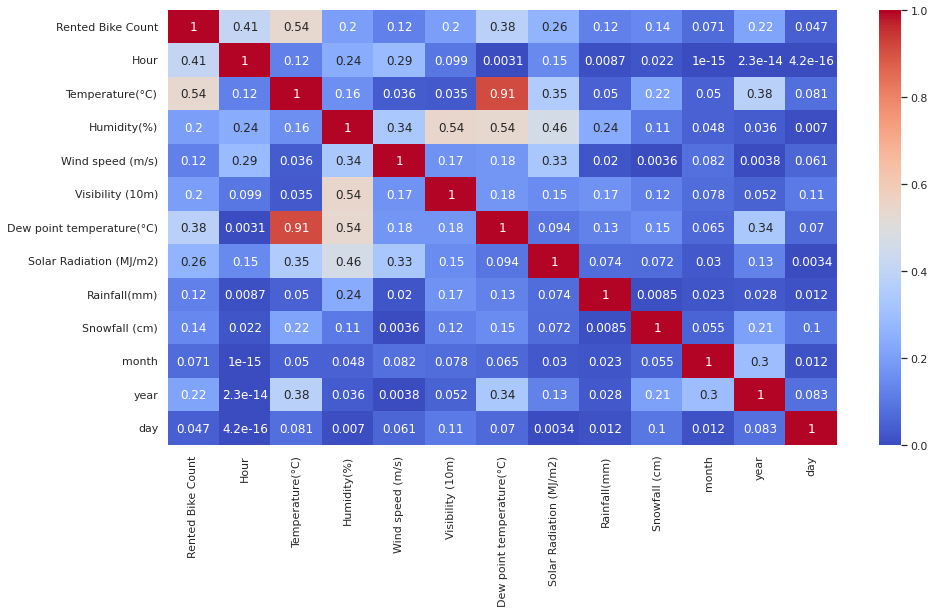 Rented Bike Count 1 0.41 0.54 0.2 0.12 0.2 0.38 0.26 0.12 0.14 0.071 0.22 0.047
Hour 0.41 1 0.12 0.24 0.29 0.099 0.0031 0.15 0.0087 0.022 1e-15 2.3e-14 4.2e-16
Temperature(°C) 0.54 0.12 1 0.16 0.036 0.035 0.91 0.35 0.05 0.22 0.05 0.38 0.081
Humidity(%) 0.2 0.24 0.16 1 0.34 0.54 0.54 0.46 0.24 0.11 0.048 0.036 0.007
Wind speed (m/s) 0.12 0.29 0.036 0.34 1 0.17 0.18 0.33 0.02 0.0036 0.082 0.0038 0.061
Visibility (10m) 0.2 0.099 0.035 0.54 0.17 1 0.18 0.15 0.17 0.12 0.078 0.052 0.11
Dew point temperature(°C) 0.38 0.0031 0.91 0.54 0.18 0.18 1 0.094 0.13 0.15 0.065 0.34 0.07
Solar Radiation (MJ/m2) 0.26 0.15 0.35 0.46 0.33 0.15 0.094 1 0.074 0.072 0.03 0.13 0.0034
Rainfall(mm) 0.12 0.0087 0.05 0.24 0.02 0.17 0.13 0.074 1 0.0085 0.023 0.028 0.012
Snowfall (cm) 0.14 0.022 0.22 0.11 0.0036 0.12 0.15 0.072 0.0085 1 0.055 0.21 0.1
month 0.071 1e-15 0.05 0.048 0.082 0.078 0.065 0.03 0.023 0.055 1 0.3 0.012
year 0.22 2.3e-14 0.38 0.036 0.0038 0.052 0.34 0.13 0.028 0.21 0.3 1 0.083
day 0.047 4.2e-16 0.081 0.007 0.061 0.11 0.07 0.0034 0.012 0.1 0.012 0.083 1
Rented Bike Count
Hour
Temperature(°C)
Humidity(%)
Wind speed (m/s)
Visibility (10m)
Dew point temperature(°C)
Solar Radiation (MJ/m2)
Rainfall(mm)
Snowfall (cm)
month
year
day
1.0
0.8
0.6
0.4
0.2
0.0